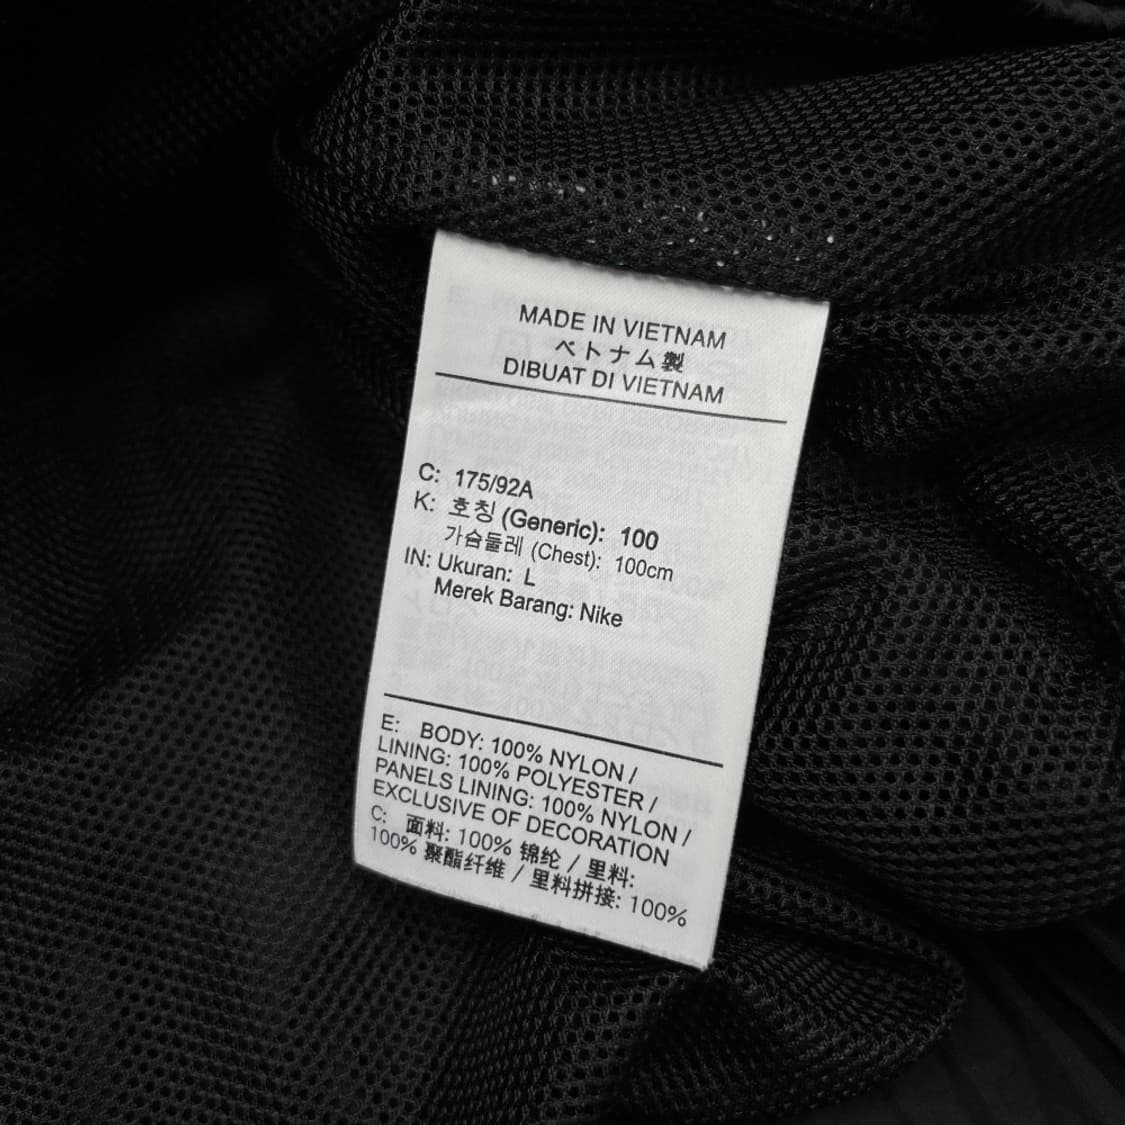 MADE IN VIETNAM
ベトナム製
DIBUAT DI VIETNAM
C: 175/92A
K: 호칭 (Generic): 100
가슴둘레 (Chest): 100cm
IN: Ukuran: L
Merek Barang: Nike
E: BODY: 100% NYLON /
LINING: 100% POLYESTER /
PANELS LINING: 100% NYLON /
EXCLUSIVE OF DECORATION
C: 面料: 100% 锦纶 / 里料:
100% 聚酯纤维 / 里料拼接: 100%